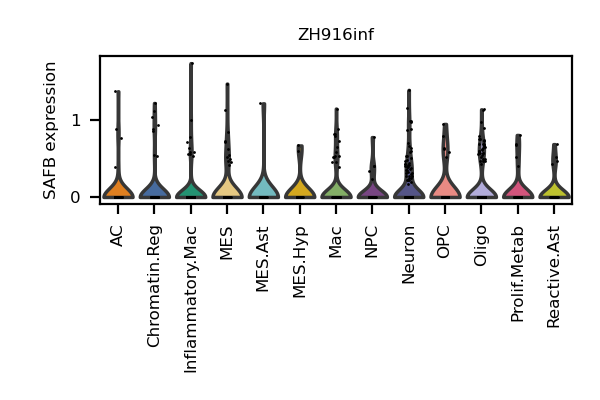 ZH916inf
SAFB expression
1
0
AC
Chromatin.Reg
Inflammatory.Mac
MES
MES.Ast
MES.Hyp
Mac
NPC
Neuron
OPC
Oligo
Prolif.Metab
Reactive.Ast